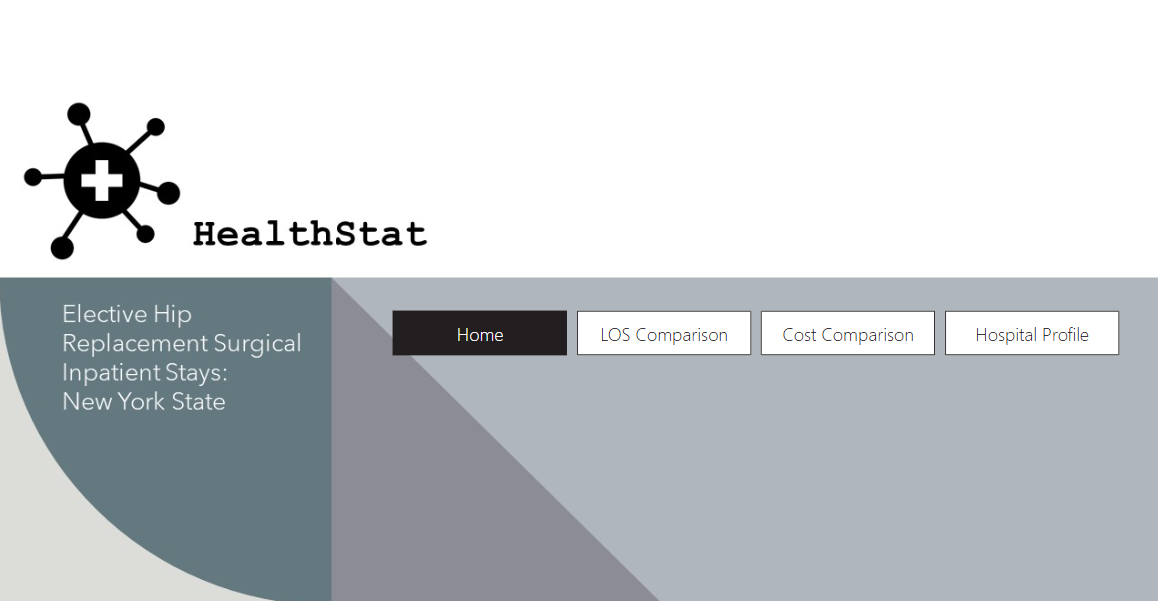 HealthStat
Elective Hip
Replacement Surgical
Inpatient Stays:
New York State
Home
LOS Comparison
Cost Comparison
Hospital Profile